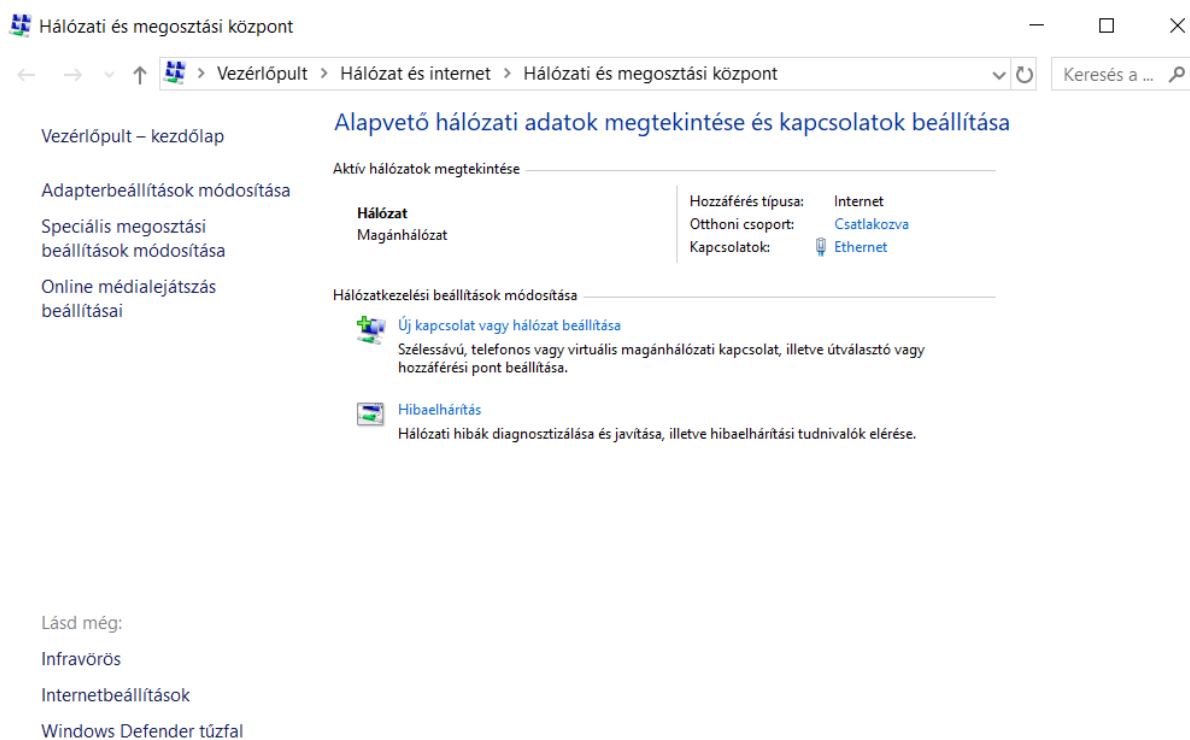 Hálózati és megosztási központ
Vezérlőpult > Hálózat és internet > Hálózati és megosztási központ
Keresés a ...
Vezérlőpult – kezdőlap
Adapterbeállítások módosítása
Speciális megosztási
beállítások módosítása
Online médialejátszás
beállításai
Alapvető hálózati adatok megtekintése és kapcsolatok beállítása
Aktív hálózatok megtekintése
Hálózat
Magánhálózat
Hozzáférés típusa: Internet
Otthoni csoport: Csatlakozva
Kapcsolatok: Ethernet
Hálózatkezelési beállítások módosítása
Új kapcsolat vagy hálózat beállítása
Szélessávú, telefonos vagy virtuális magánhálózati kapcsolat, illetve útválasztó vagy
hozzáférési pont beállítása.
Hibaelhárítás
Hálózati hibák diagnosztizálása és javítása, illetve hibaelhárítási tudnivalók elérése.
Lásd még:
Infravörös
Internetbeállítások
Windows Defender tűzfal